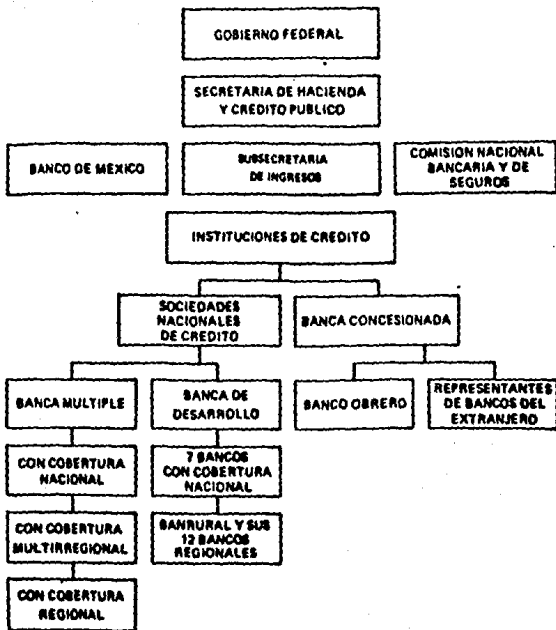 GOBIERNO FEDERAL
SECRETARIA DE HACIENDA
Y CREDITO PUBLICO
BANCO DE MEXICO
SUBSECRETARIA
DE INGRESOS
COMISION NACIONAL
BANCARIA Y DE
SEGUROS
INSTITUCIONES DE CREDITO
SOCIEDADES
NACIONALES
DE CREDITO
BANCA CONCESIONADA
BANCA MULTIPLE
BANCA DE
DESARROLLO
BANCO OBRERO
REPRESENTANTES
DE BANCOS DEL
EXTRANJERO
CON COBERTURA
NACIONAL
7 BANCOS
CON COBERTURA
NACIONAL
CON COBERTURA
MULTIRREGIONAL
BANRURAL Y SUS
12 BANCOS
REGIONALES
CON COBERTURA
REGIONAL